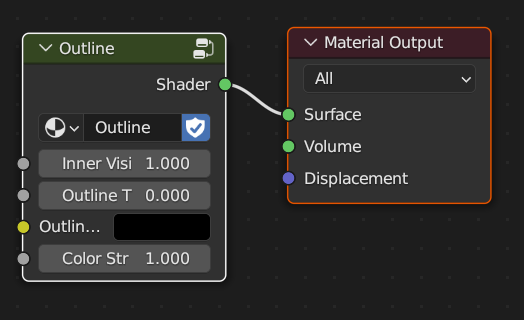 Outline
Shader
Outline
Inner Visi 1.000
Outline T 0.000
Outlin...
Color Str 1.000
Material Output
All
Surface
Volume
Displacement